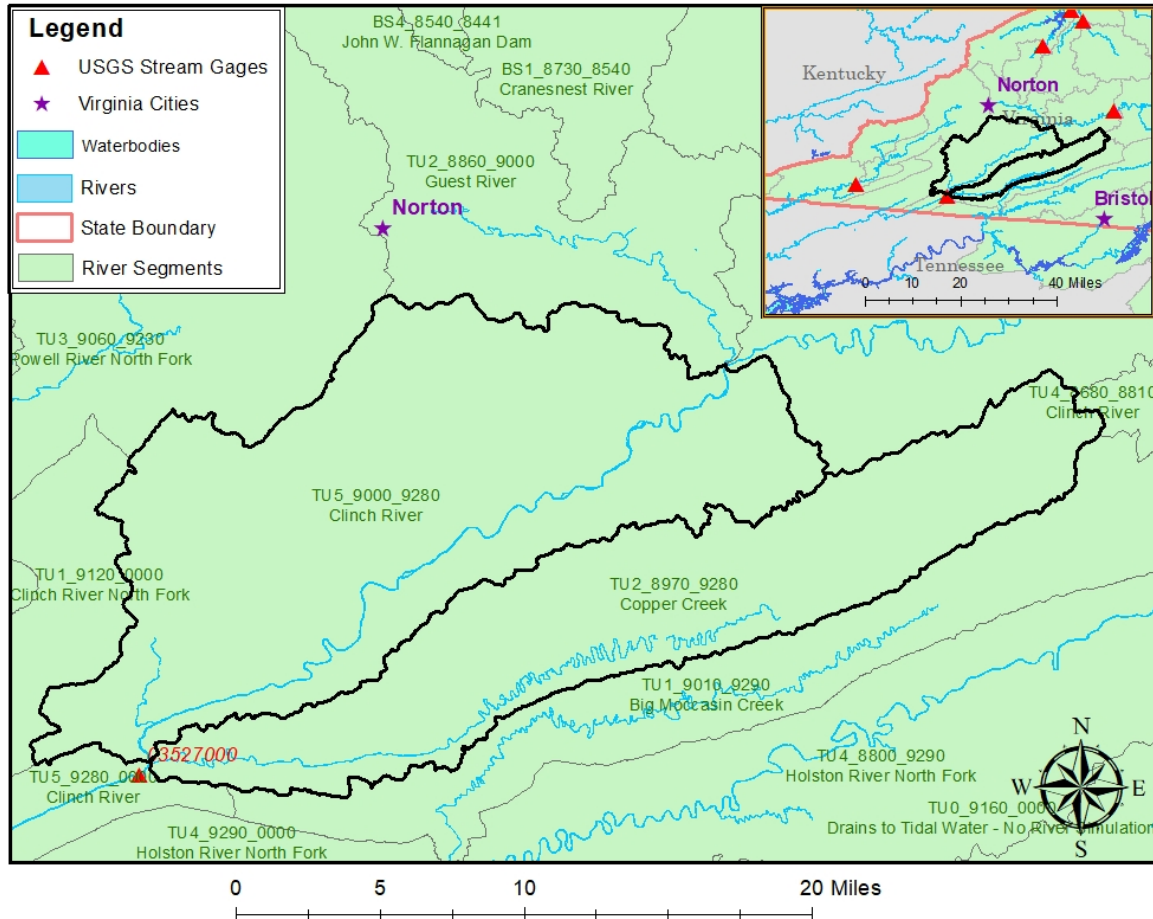 Legend
USGS Stream Gages
Virginia Cities
Waterbodies
Rivers
State Boundary
River Segments
BS4_8540_8441
John W. Flannagan Dam
BS1_8730_8540
Cranesnest River
TU2_8860_9000
Guest River
Norton
Kentucky
Norton
Virginia
Bristol
Tennessee
0 10 20 40 Miles
TU3_9060_9230
Powell River North Fork
TU4_8680_8810
Clinch River
TU5_9000_9280
Clinch River
TU1_9120_0000
Clinch River North Fork
TU2_8970_9280
Copper Creek
TU1_9010_9290
Big Moccasin Creek
03527000
TU5_9280_
Clinch River
TU4_8800_9290
Holston River North Fork
TU0_9160_0000
Drains to Tidal Water - No River Simulation
TU4_9290_0000
Holston River North Fork
N
W E
S
0 5 10 20 Miles